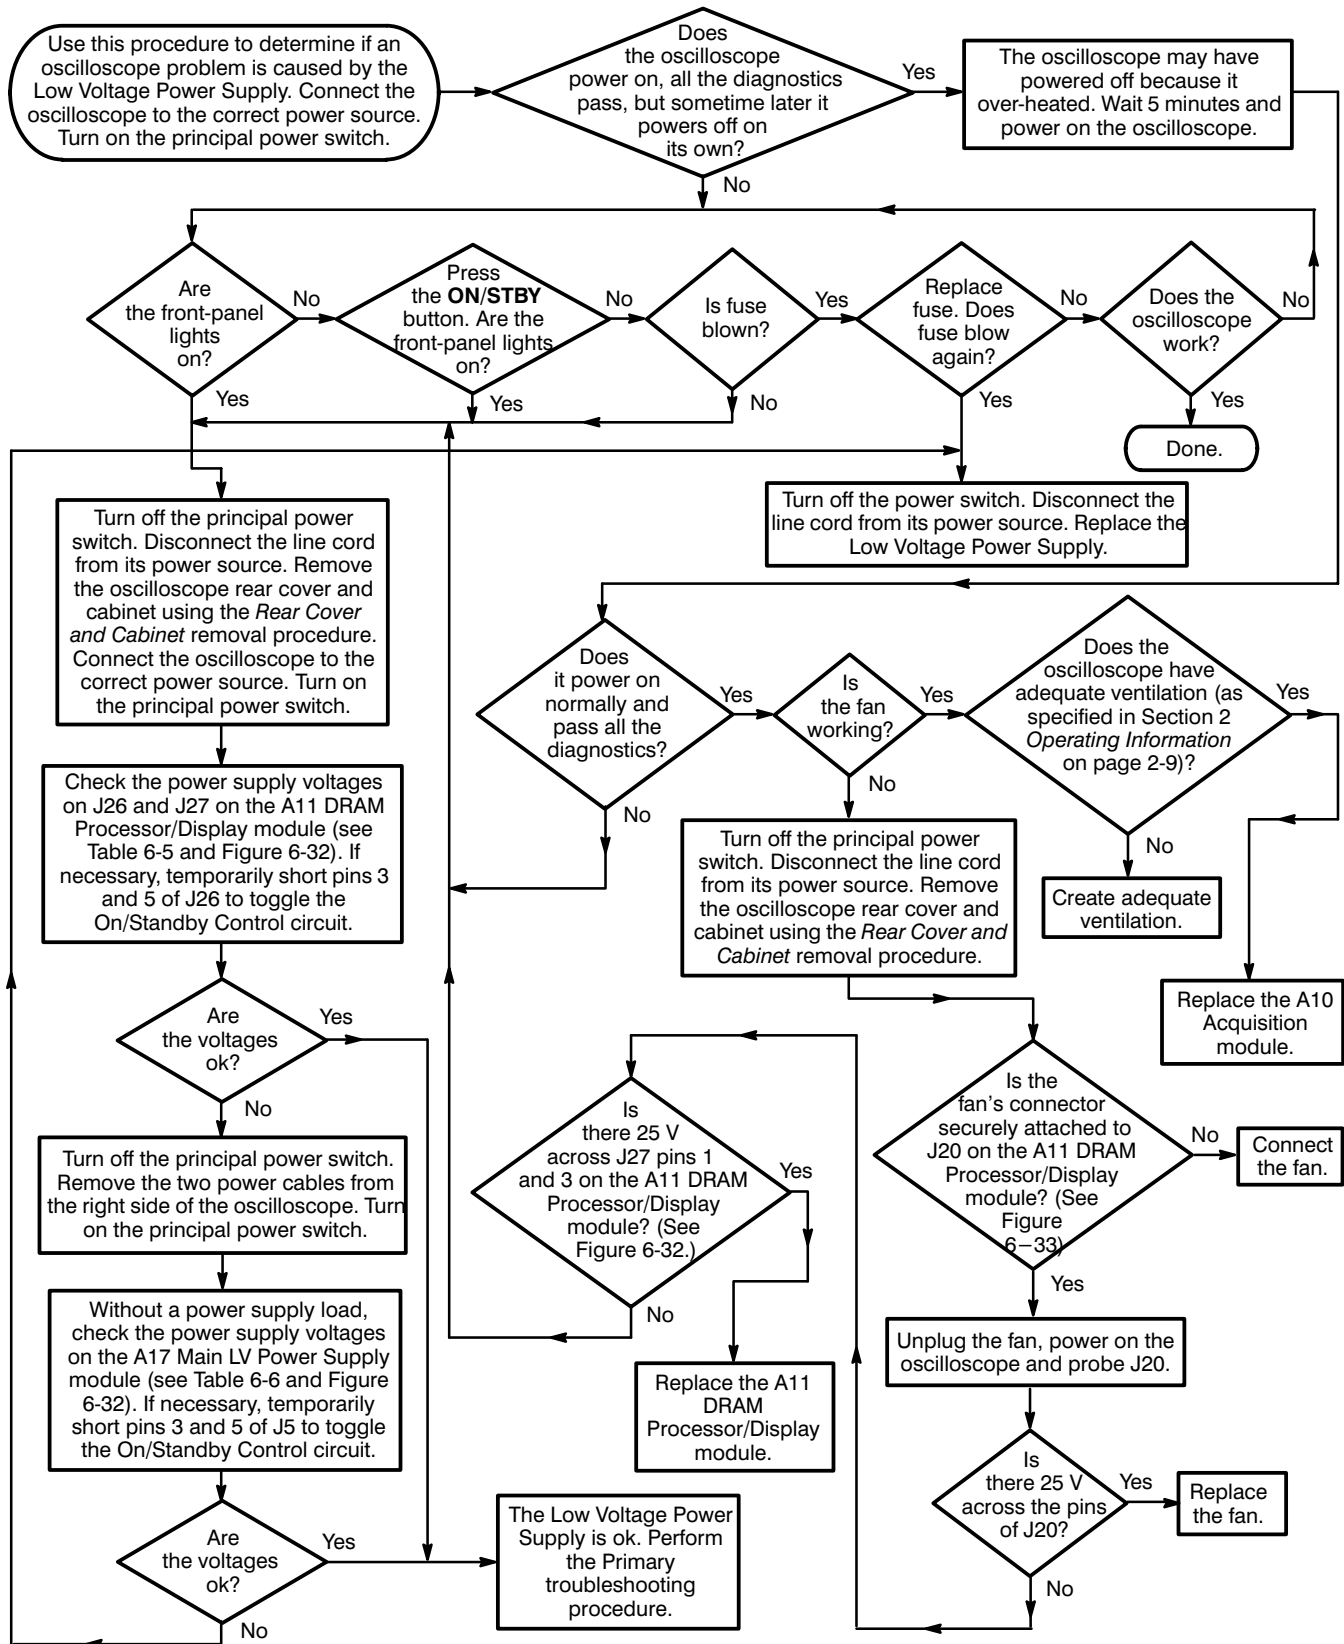 Use this procedure to determine if an
oscilloscope problem is caused by the
Low Voltage Power Supply. Connect the
oscilloscope to the correct power source.
Turn on the principal power switch.
Does
the oscilloscope
power on, all the diagnostics
pass, but sometime later it
powers off on
its own?
Yes
The oscilloscope may have
powered off because it
over-heated. Wait 5 minutes and
power on the oscilloscope.
No
Are
the front-panel
lights
on?
No
Yes
Press
the ON/STBY
button. Are the
front-panel lights
on?
No
Yes
Is fuse
blown?
Yes
No
Replace
fuse. Does
fuse blow
again?
No
Yes
Does the
oscilloscope
work?
No
Yes
Done.
Turn off the power switch. Disconnect the
line cord from its power source. Replace the
Low Voltage Power Supply.
Turn off the principal power
switch. Disconnect the line cord
from its power source. Remove
the oscilloscope rear cover and
cabinet using the Rear Cover
and Cabinet removal procedure.
Connect the oscilloscope to the
correct power source. Turn on
the principal power switch.
Does
it power on
normally and
pass all the
diagnostics?
Yes
No
Is
the fan
working?
Yes
No
Does the
oscilloscope have
adequate ventilation (as
specified in Section 2
Operating Information
on page 2-9)?
Yes
No
Create adequate
ventilation.
Replace the A10
Acquisition
module.
Check the power supply voltages
on J26 and J27 on the A11 DRAM
Processor/Display module (see
Table 6-5 and Figure 6-32). If
necessary, temporarily short pins 3
and 5 of J26 to toggle the
On/Standby Control circuit.
Turn off the principal power
switch. Disconnect the line cord
from its power source. Remove
the oscilloscope rear cover and
cabinet using the Rear Cover and
Cabinet removal procedure.
Are
the voltages
ok?
Yes
No
Is
there 25 V
across J27 pins 1
and 3 on the A11 DRAM
Processor/Display
module? (See
Figure 6-32.)
Yes
No
Is the
fan's connector
securely attached to
J20 on the A11 DRAM
Processor/Display
module? (See
Figure
6–33)
No
Yes
Connect
the fan.
Turn off the principal power switch.
Remove the two power cables from
the right side of the oscilloscope. Turn
on the principal power switch.
Without a power supply load,
check the power supply voltages
on the A17 Main LV Power Supply
module (see Table 6-6 and Figure
6-32). If necessary, temporarily
short pins 3 and 5 of J5 to toggle
the On/Standby Control circuit.
Replace the A11
DRAM
Processor/Display
module.
Unplug the fan, power on the
oscilloscope and probe J20.
Is
there 25 V
across the pins
of J20?
Yes
No
Replace
the fan.
Are
the voltages
ok?
Yes
No
The Low Voltage Power
Supply is ok. Perform
the Primary
troubleshooting
procedure.